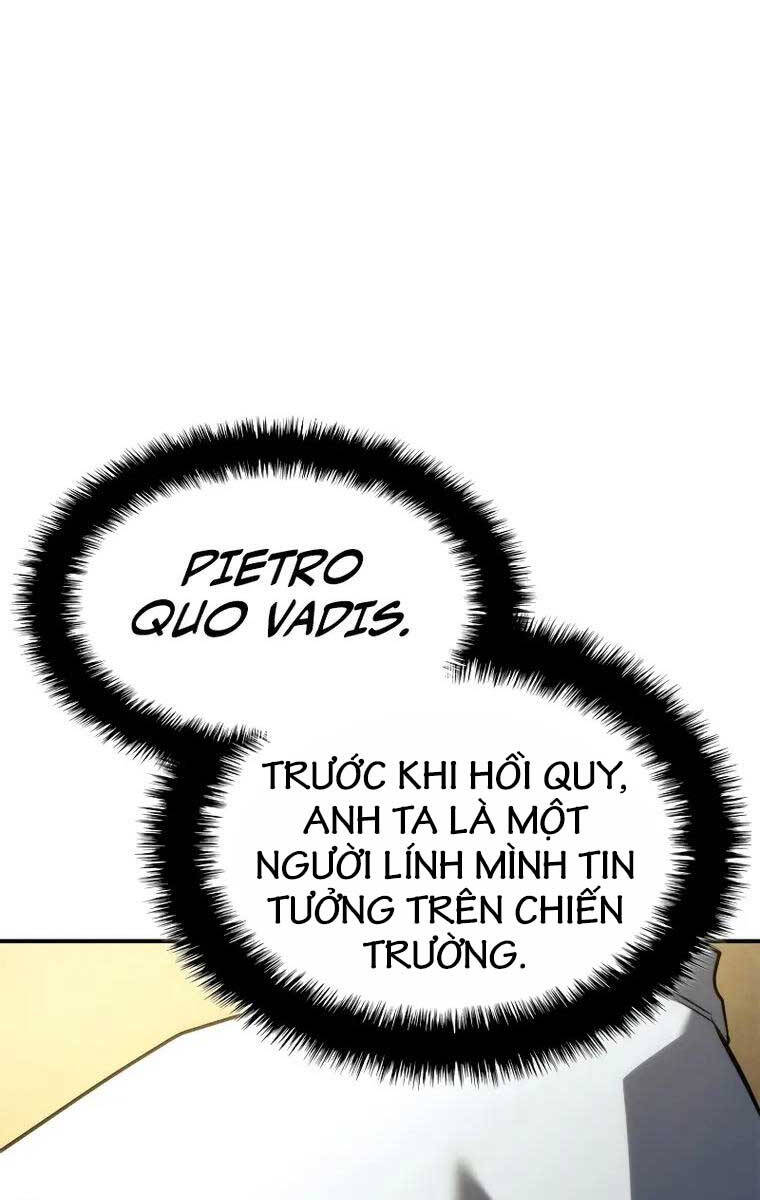 PIETRO
QUO VADIS.
TRƯỚC KHI HỒI QUY,
ANH TA LÀ MỘT
NGƯỜI LÍNH MÌNH TIN
TƯỞNG TRÊN CHIẾN
TRƯỜNG.